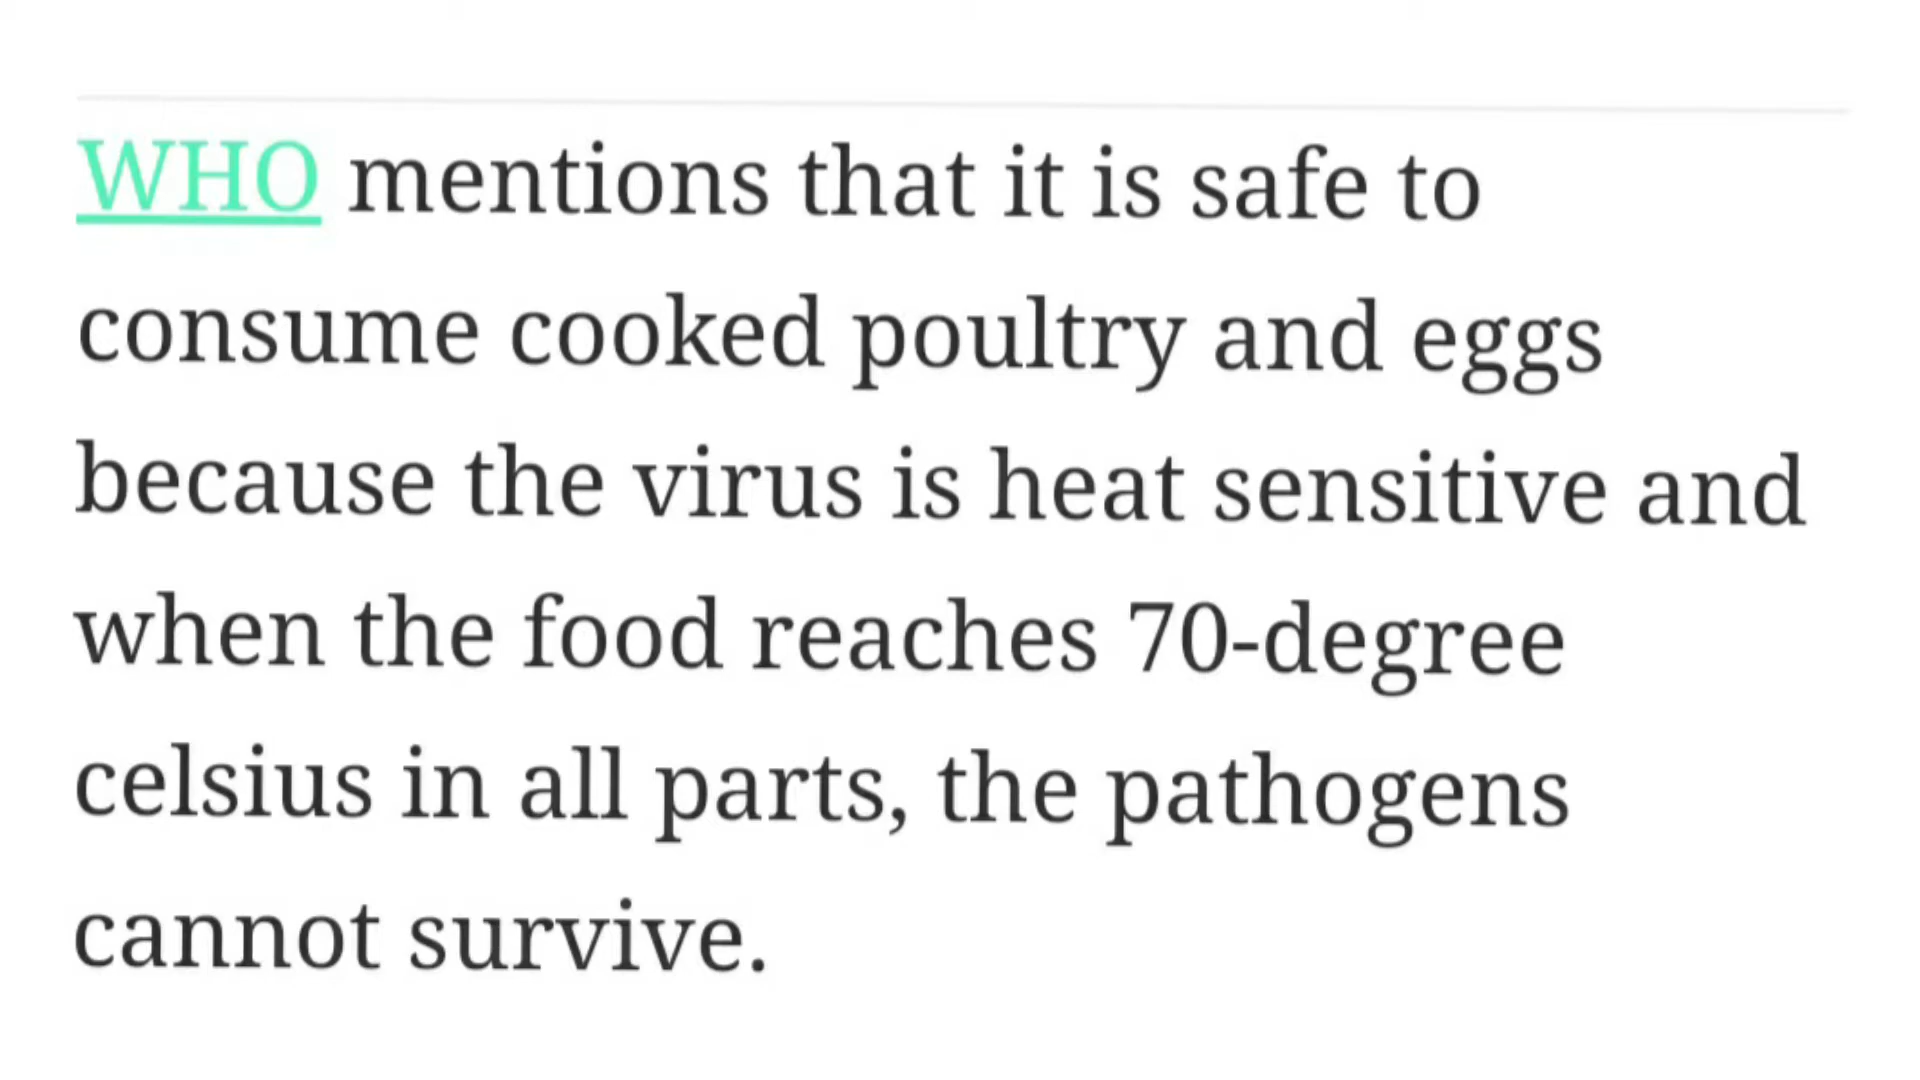 WHO mentions that it is safe to
consume cooked poultry and eggs
because the virus is heat sensitive and
when the food reaches 70-degree
celsius in all parts, the pathogens
cannot survive.